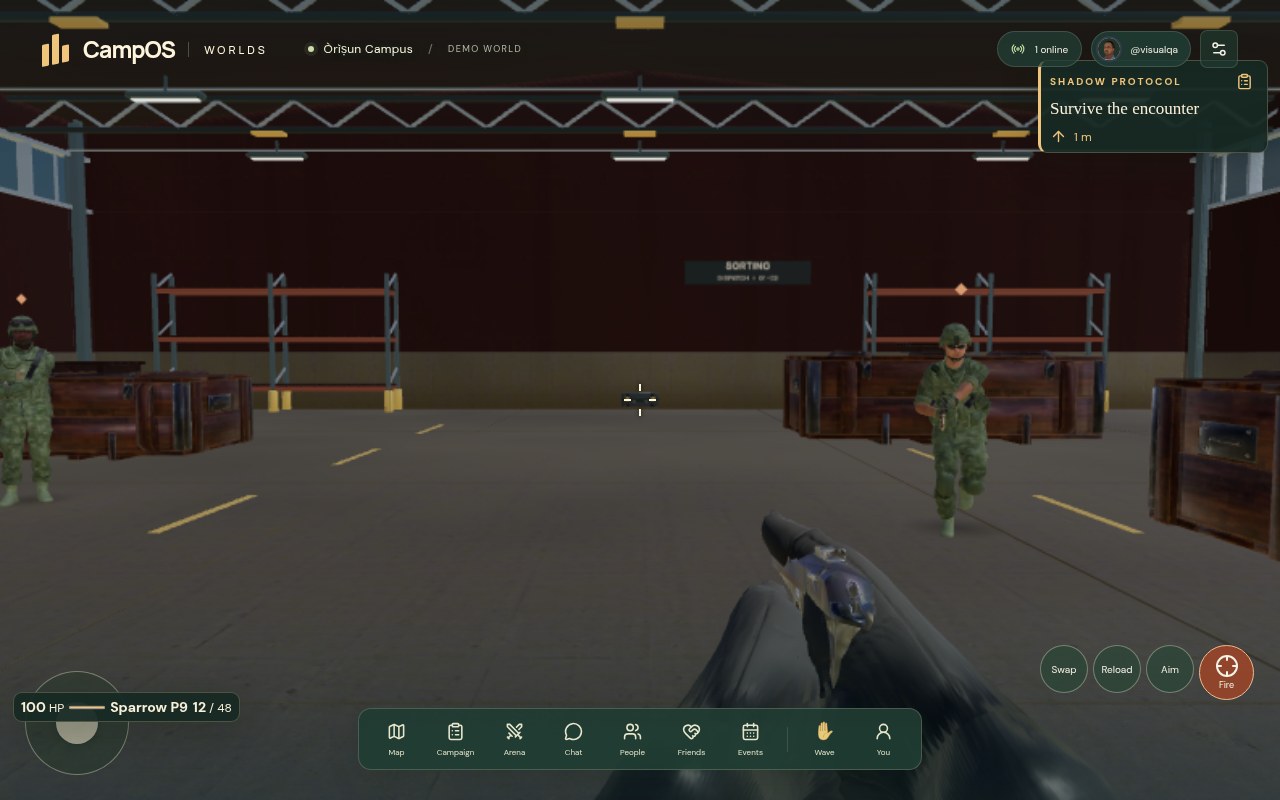 CampOS
WORLDS
Òrìṣun Campus / DEMO WORLD
1 online
@visualqa
SHADOW PROTOCOL
Survive the encounter
1 m
SORTING
Swap
Reload
Aim
Fire
100 HP
Sparrow P9 12 / 48
Map
Campaign
Arena
Chat
People
Friends
Events
Wave
You